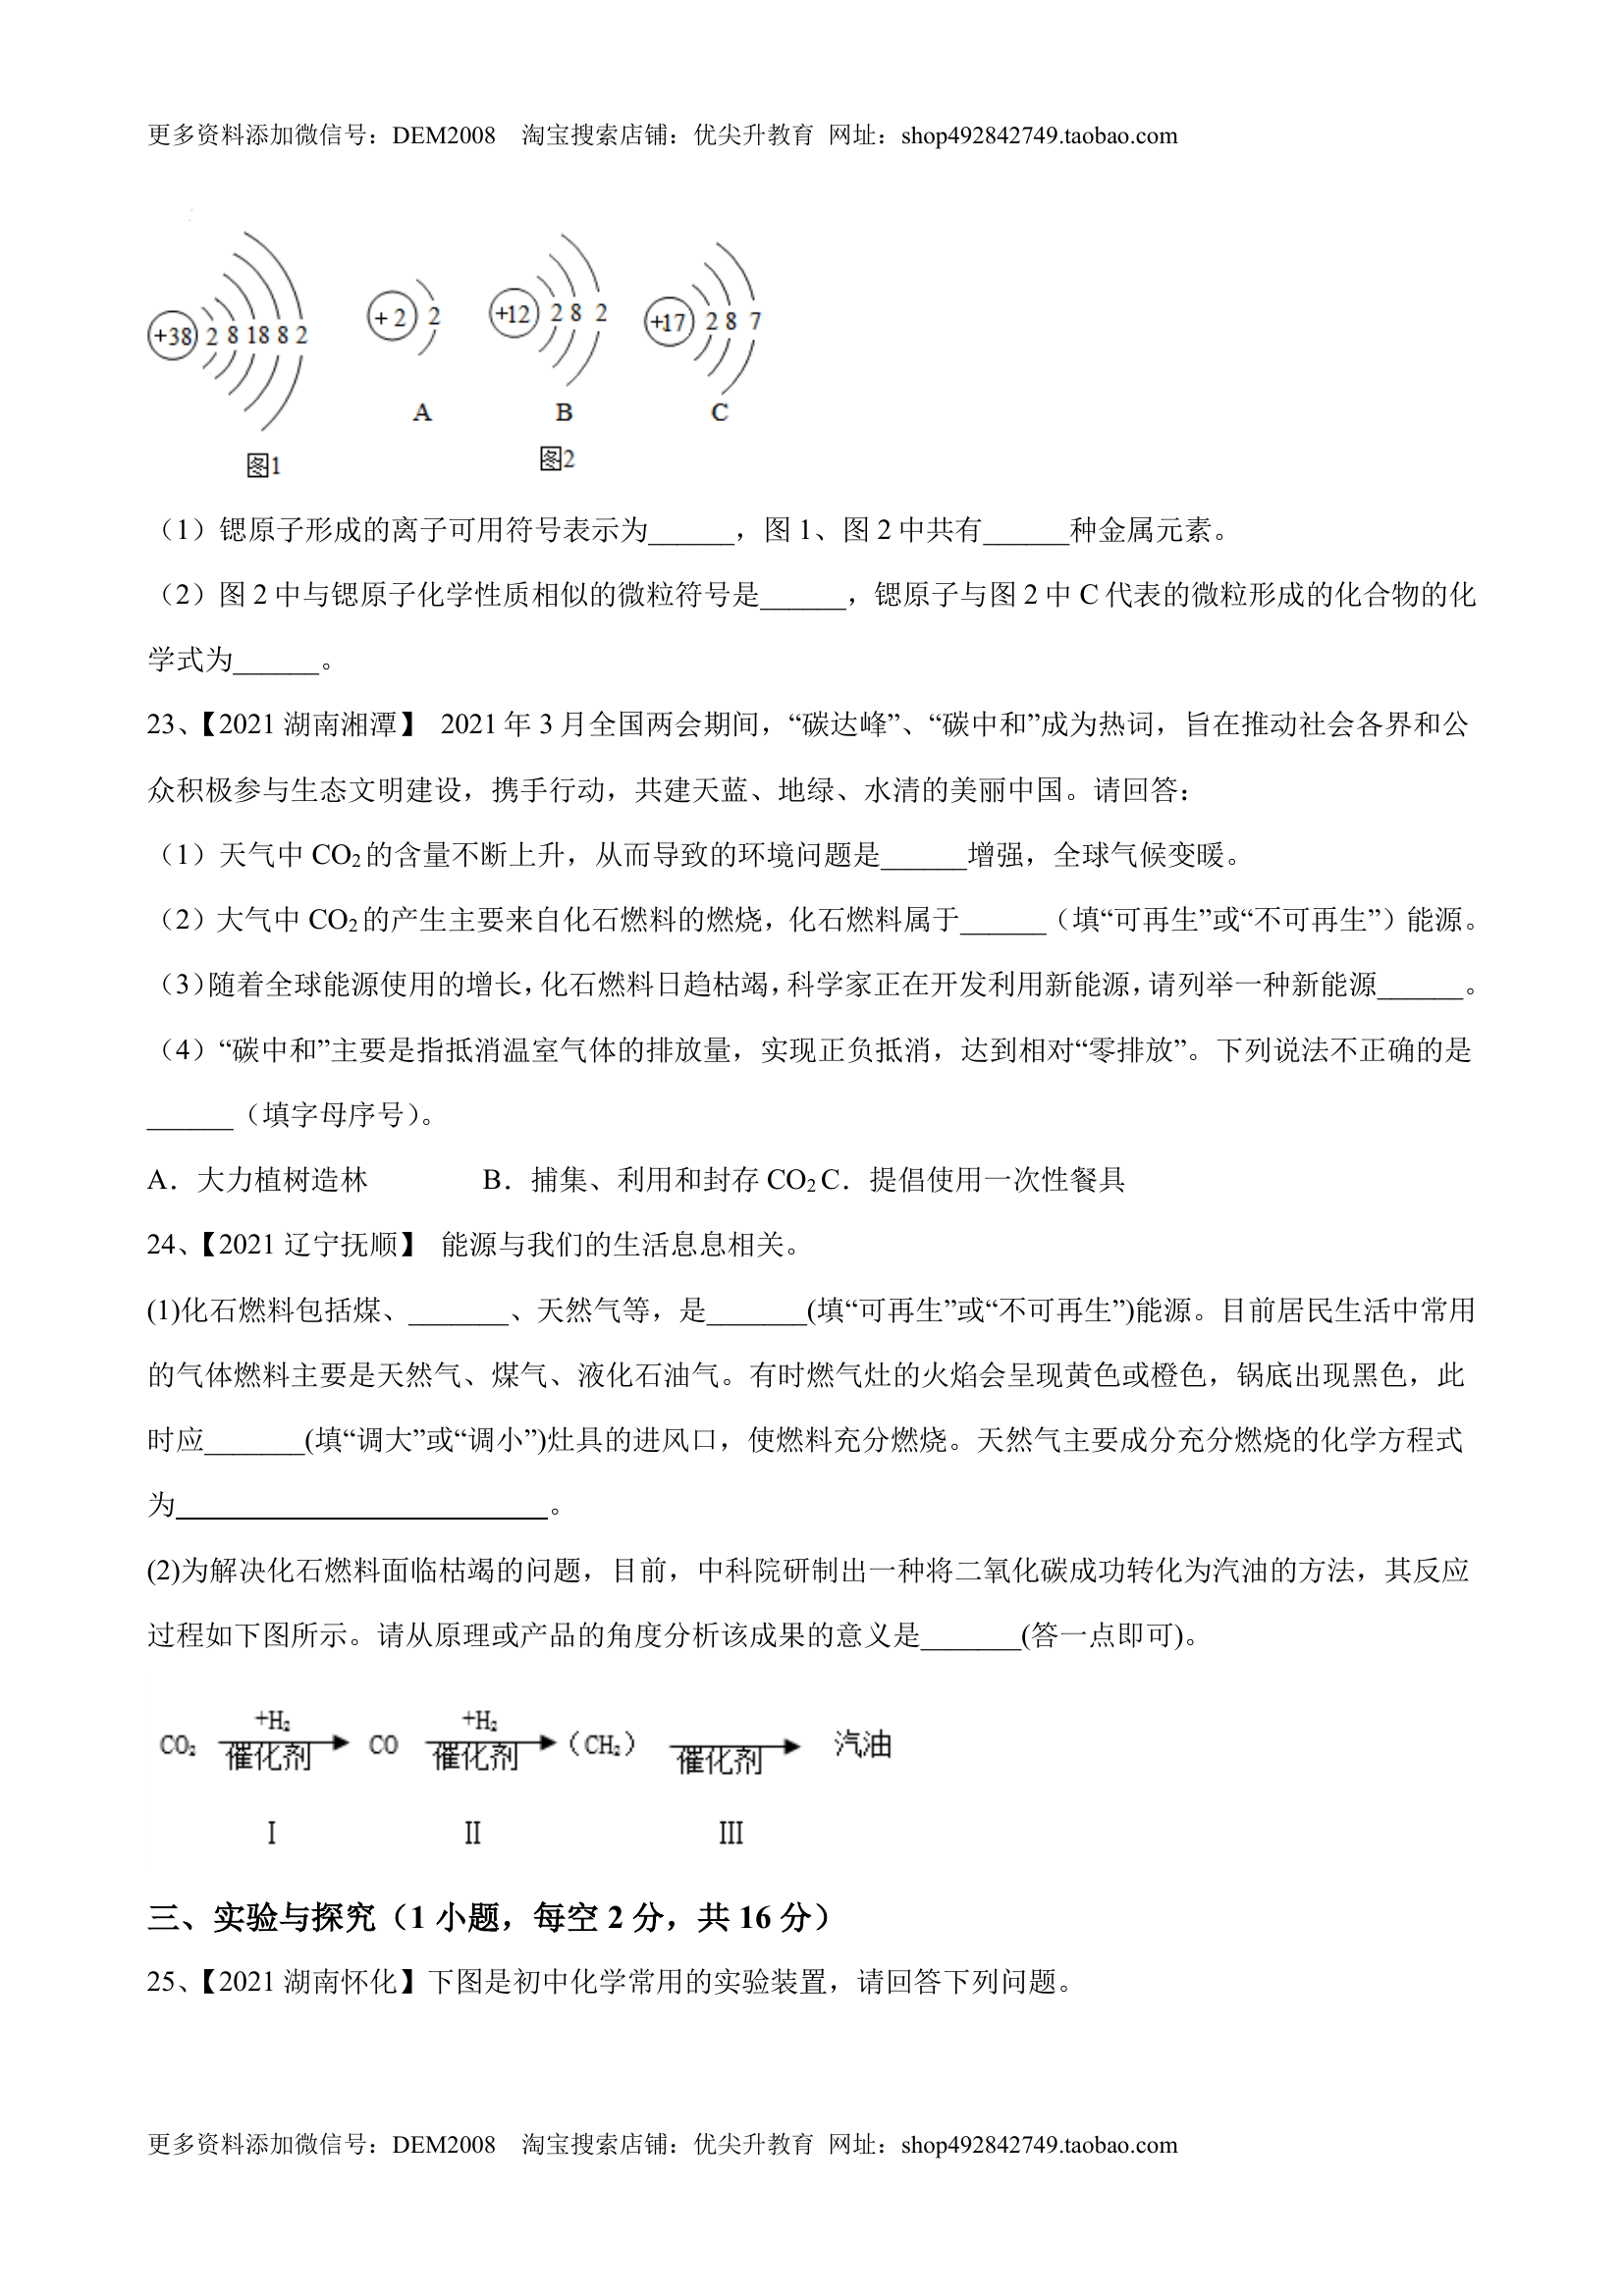 更多资料添加微信号：DEM2008 淘宝搜索店铺：优尖升教育 网址：shop492842749.taobao.com
+38 2 8 18 8 2 +2 2 +12 2 8 2 +17 2 8 7
A B C
图1 图2
（1）锶原子形成的离子可用符号表示为______，图 1、图 2 中共有______种金属元素。
（2）图 2 中与锶原子化学性质相似的微粒符号是______，锶原子与图 2 中 C 代表的微粒形成的化合物的化
学式为______。
23、【2021 湖南湘潭】 2021 年 3 月全国两会期间，“碳达峰”、“碳中和”成为热词，旨在推动社会各界和公
众积极参与生态文明建设，携手行动，共建天蓝、地绿、水清的美丽中国。请回答：
（1）天气中 CO₂ 的含量不断上升，从而导致的环境问题是______增强，全球气候变暖。
（2）大气中 CO₂ 的产生主要来自化石燃料的燃烧，化石燃料属于______（填“可再生”或“不可再生”）能源。
（3）随着全球能源使用的增长，化石燃料日趋枯竭，科学家正在开发利用新能源，请列举一种新能源______。
（4）“碳中和”主要是指抵消温室气体的排放量，实现正负抵消，达到相对“零排放”。下列说法不正确的是
______（填字母序号）。
A．大力植树造林 B．捕集、利用和封存 CO₂ C．提倡使用一次性餐具
24、【2021 辽宁抚顺】 能源与我们的生活息息相关。
(1)化石燃料包括煤、_______、天然气等，是_______(填“可再生”或“不可再生”)能源。目前居民生活中常用
的气体燃料主要是天然气、煤气、液化石油气。有时燃气灶的火焰会呈现黄色或橙色，锅底出现黑色，此
时应_______(填“调大”或“调小”)灶具的进风口，使燃料充分燃烧。天然气主要成分充分燃烧的化学方程式
为__________________________。
(2)为解决化石燃料面临枯竭的问题，目前，中科院研制出一种将二氧化碳成功转化为汽油的方法，其反应
过程如下图所示。请从原理或产品的角度分析该成果的意义是_______(答一点即可)。
+H₂ +H₂
CO₂ CO （CH₂） 汽油
催化剂 催化剂 催化剂
Ⅰ Ⅱ Ⅲ
三、实验与探究（1 小题，每空 2 分，共 16 分）
25、【2021 湖南怀化】下图是初中化学常用的实验装置，请回答下列问题。
更多资料添加微信号：DEM2008 淘宝搜索店铺：优尖升教育 网址：shop492842749.taobao.com